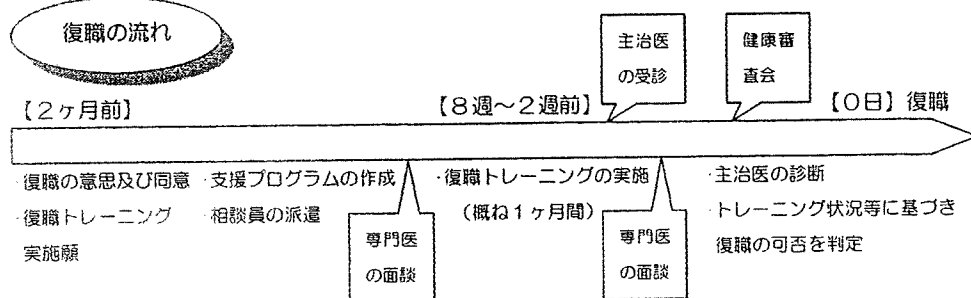 復職の流れ
主治医
の受診
健康審
査会
【2ヶ月前】
【8週～2週前】
【0日】復職
・復職の意思及び同意
・復職トレーニング
実施願
・支援プログラムの作成
・相談員の派遣
専門医
の面談
・復職トレーニングの実施
（概ね1ヶ月間）
専門医
の面談
・主治医の診断
・トレーニング状況等に基づき
復職の可否を判定